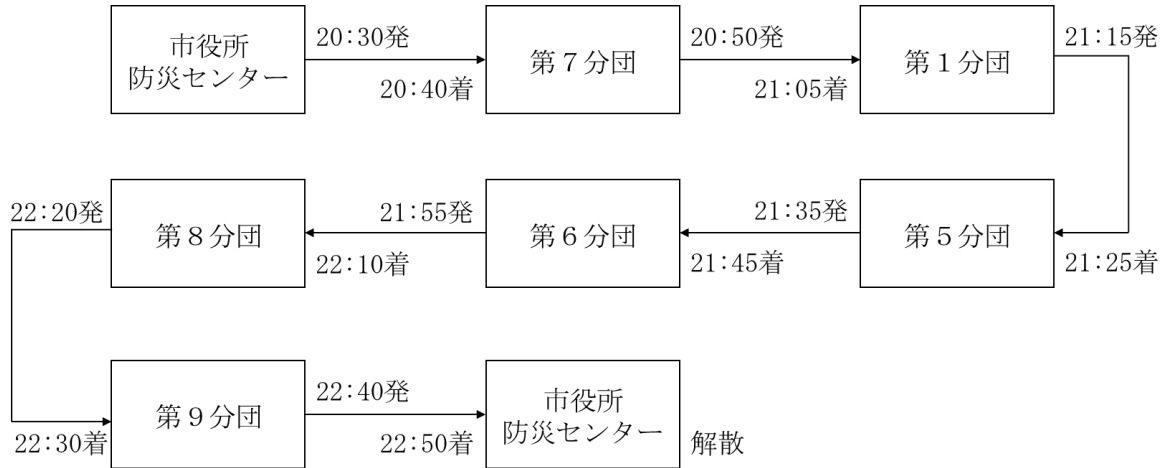 市役所
防災センター
20:30発
20:40着
第７分団
20:50発
21:05着
第１分団
21:15発
21:25着
第５分団
21:35発
21:45着
第６分団
21:55発
22:10着
第８分団
22:20発
22:30着
第９分団
22:40発
22:50着
市役所
防災センター
解散